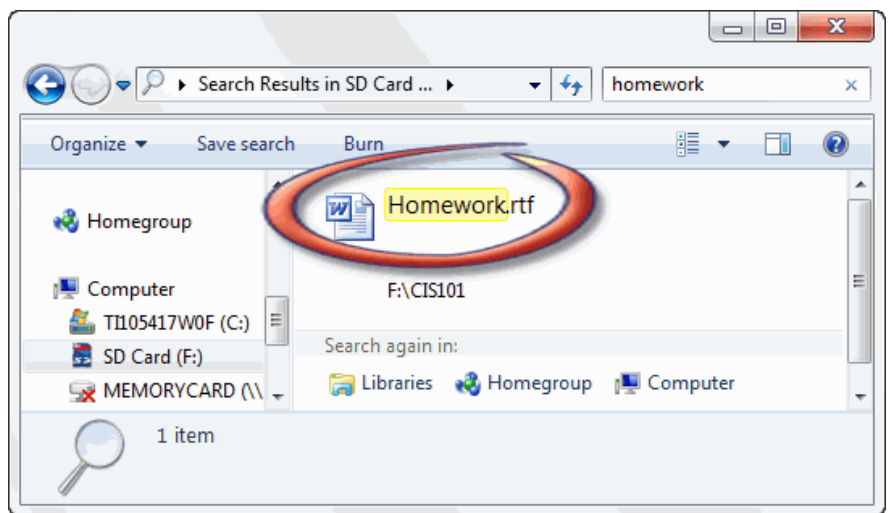 Search Results in SD Card ...
homework
Organize
Save search
Burn
Homework.rtf
Homegroup
Computer
F:\CIS101
TI105417W0F (C:)
SD Card (F:)
Search again in:
MEMORYCARD (\\
Libraries
Homegroup
Computer
1 item